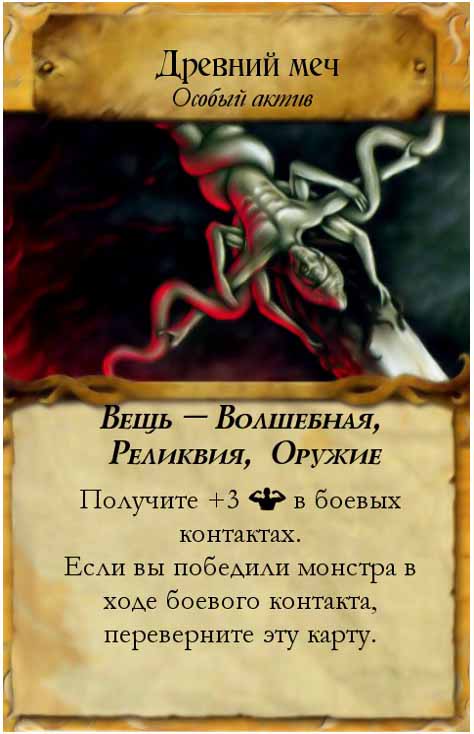 Древний меч
Особый актив
Вещь — Волшебная,
Реликвия, Оружие
Получите +3 в боевых
контактах.
Если вы победили монстра в
ходе боевого контакта,
переверните эту карту.